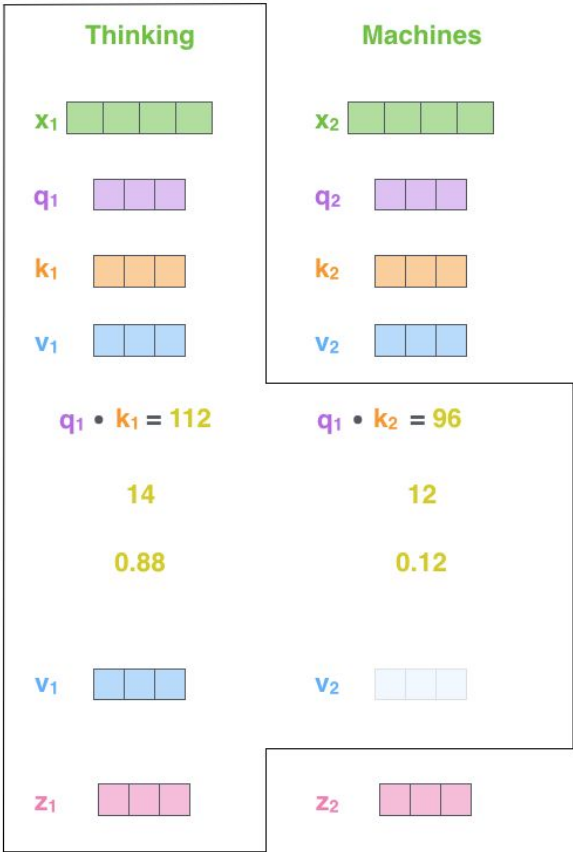 Thinking Machines
x₁ x₂
q₁ q₂
k₁ k₂
v₁ v₂
q₁ • k₁ = 112 q₁ • k₂ = 96
14 12
0.88 0.12
v₁ v₂
z₁ z₂